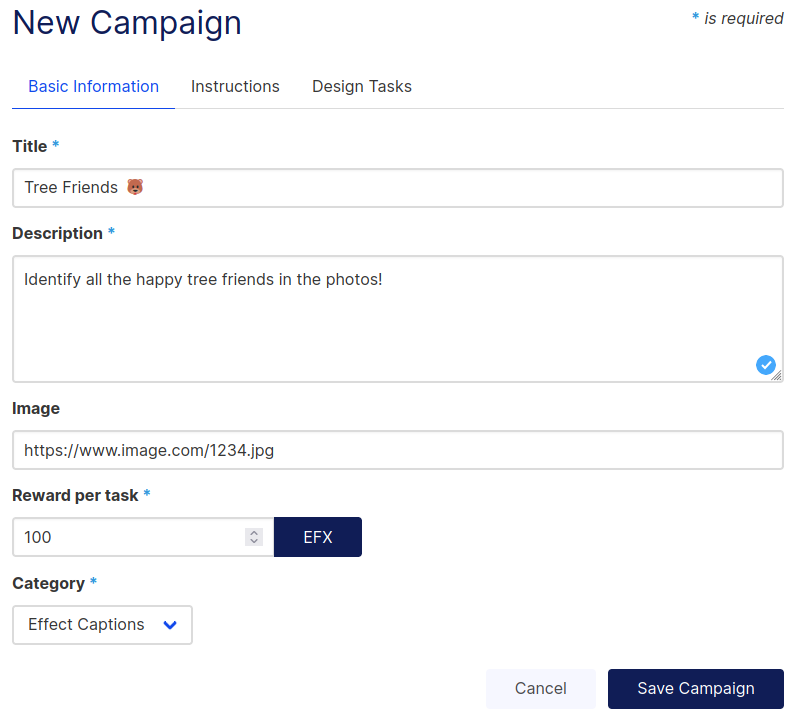 New Campaign
* is required
Basic Information Instructions Design Tasks
Title *
Tree Friends 🐻
Description *
Identify all the happy tree friends in the photos!
Image
https://www.image.com/1234.jpg
Reward per task *
100 EFX
Category *
Effect Captions
Cancel Save Campaign